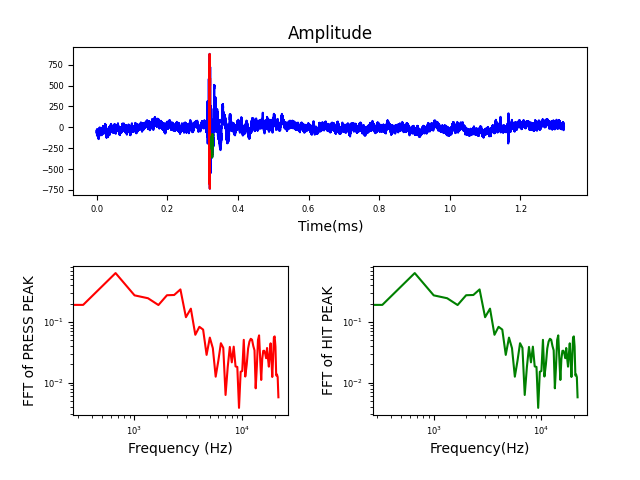 Amplitude
750
500
250
0
−250
−500
−750
0.0 0.2 0.4 0.6 0.8 1.0 1.2
Time(ms)
FFT of PRESS PEAK
10⁻¹
10⁻²
10³ 10⁴
Frequency (Hz)
FFT of HIT PEAK
10⁻¹
10⁻²
10³ 10⁴
Frequency(Hz)